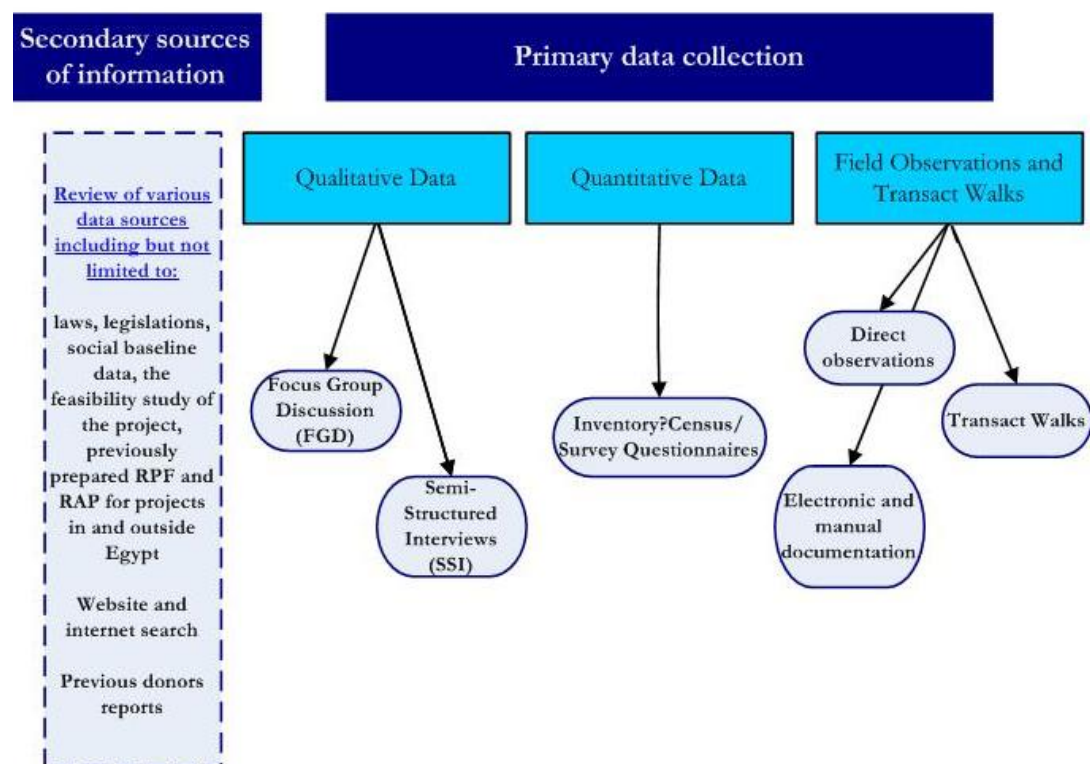 Secondary sources
of information
Primary data collection
Review of various
data sources
including but not
limited to:
laws, legislations,
social baseline
data, the
feasibility study of
the project,
previously
prepared RPF and
RAP for projects
in and outside
Egypt
Website and
internet search
Previous donors
reports
Qualitative Data
Quantitative Data
Field Observations and
Transact Walks
Focus Group
Discussion
(FGD)
Semi-
Structured
Interviews
(SSI)
Inventory?Census/
Survey Questionnaires
Direct
observations
Transact Walks
Electronic and
manual
documentation